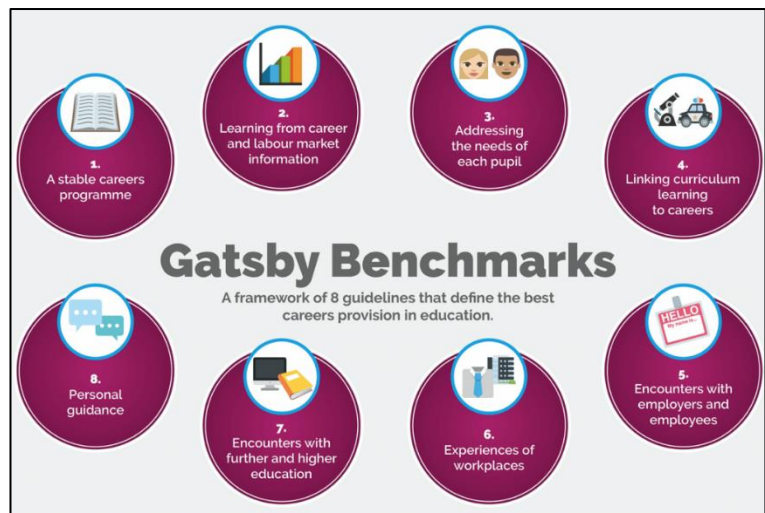 Gatsby Benchmarks
A framework of 8 guidelines that define the best
careers provision in education.
1.
A stable careers
programme
2.
Learning from career
and labour market
information
3.
Addressing
the needs of
each pupil
4.
Linking curriculum
learning
to careers
HELLO
My name is...
5.
Encounters with
employers and
employees
6.
Experiences of
workplaces
7.
Encounters with
further and higher
education
8.
Personal
guidance